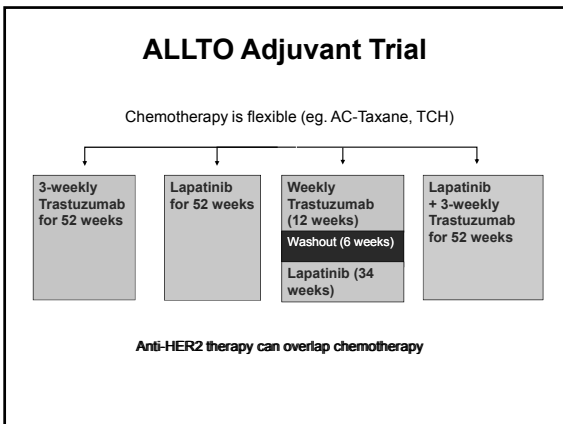 ALLTO Adjuvant Trial
Chemotherapy is flexible (eg. AC-Taxane, TCH)
3-weekly
Trastuzumab
for 52 weeks
Lapatinib
for 52 weeks
Weekly
Trastuzumab
(12 weeks)
Washout (6 weeks)
Lapatinib (34
weeks)
Lapatinib
+ 3-weekly
Trastuzumab
for 52 weeks
Anti-HER2 therapy can overlap chemotherapy